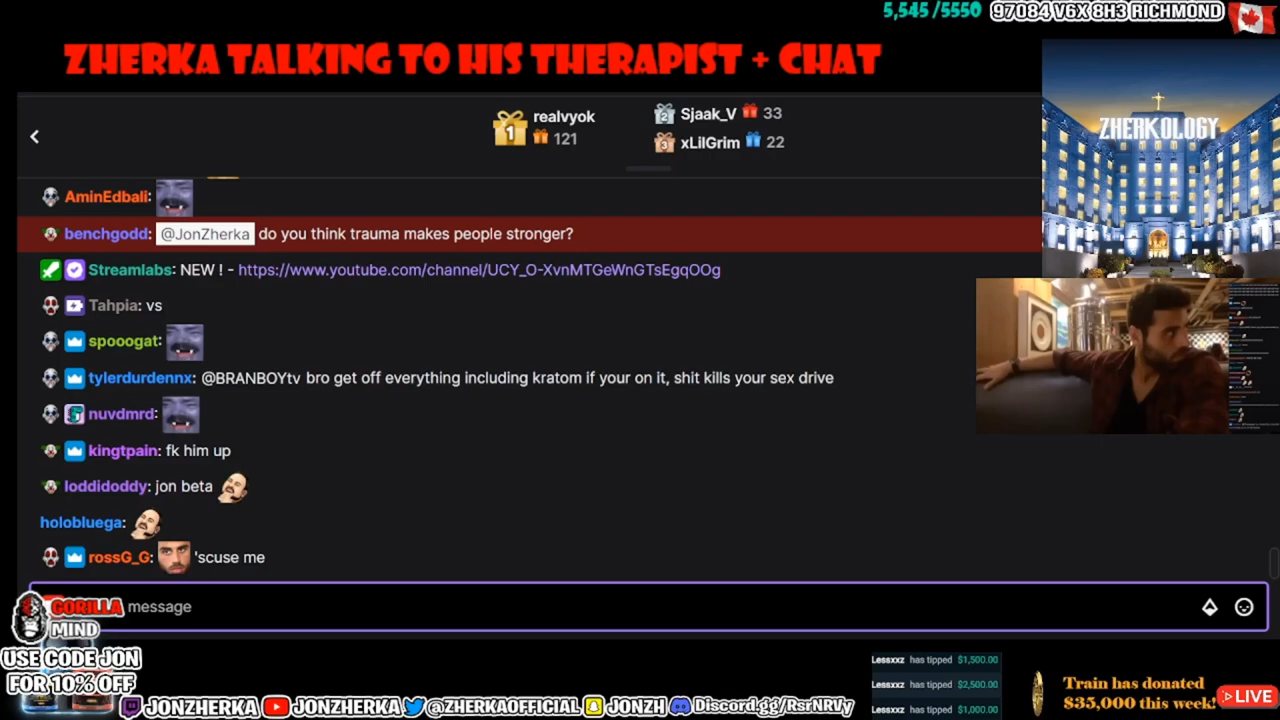 5,545 /5550
97084 V6X 8H3 RICHMOND
ZHERKA TALKING TO HIS THERAPIST + CHAT
ZHERKOLO6Y
1 realvyok 121
2 Sjaak_V 33
3 xLilGrim 22
AminEdbali:
benchgodd: @JonZherka do you think trauma makes people stronger?
Streamlabs: NEW ! - https://www.youtube.com/channel/UCY_O-XvnMTGeWnGTsEgqOOg
Tahpia: vs
spooogat:
tylerdurdennx: @BRANBOYtv bro get off everything including kratom if your on it, shit kills your sex drive
nuvdmrd:
kingtpain: fk him up
loddidoddy: jon beta
holobluega:
rossG_G: 'scuse me
message
GORILLA
MIND
USE CODE JON
FOR 10% OFF
JONZHERKA JONZHERKA @ZHERKAOFFICIAL JONZH Discord.gg/RsrNRVy
Lessxxz has tipped $1,500.00
Lessxxz has tipped $2,500.00
Lessxxz has tipped $1,000.00
Train has donated
$35,000 this week!
LIVE